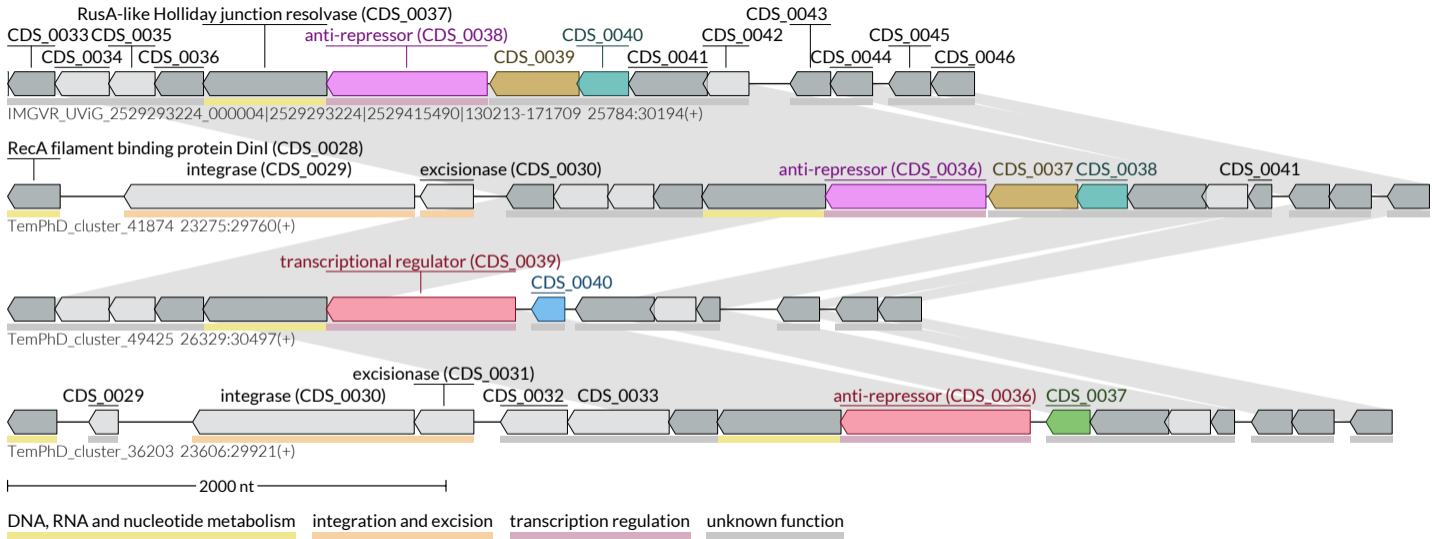 RusA-like Holliday junction resolvase (CDS_0037) CDS_0043
CDS_0033 CDS_0035 anti-repressor (CDS_0038) CDS_0040 CDS_0042 CDS_0045
CDS_0034 CDS_0036 CDS_0039 CDS_0041 CDS_0044 CDS_0046
IMGVR_UViG_2529293224_000004|2529293224|2529415490|130213-171709 25784:30194(+)
RecA filament binding protein DinI (CDS_0028)
integrase (CDS_0029) excisionase (CDS_0030) anti-repressor (CDS_0036) CDS_0037 CDS_0038 CDS_0041
TemPhD_cluster_41874 23275:29760(+)
transcriptional regulator (CDS_0039)
CDS_0040
TemPhD_cluster_49425 26329:30497(+)
excisionase (CDS_0031)
CDS_0029 integrase (CDS_0030) CDS_0032 CDS_0033 anti-repressor (CDS_0036) CDS_0037
TemPhD_cluster_36203 23606:29921(+)
2000 nt
DNA, RNA and nucleotide metabolism integration and excision transcription regulation unknown function